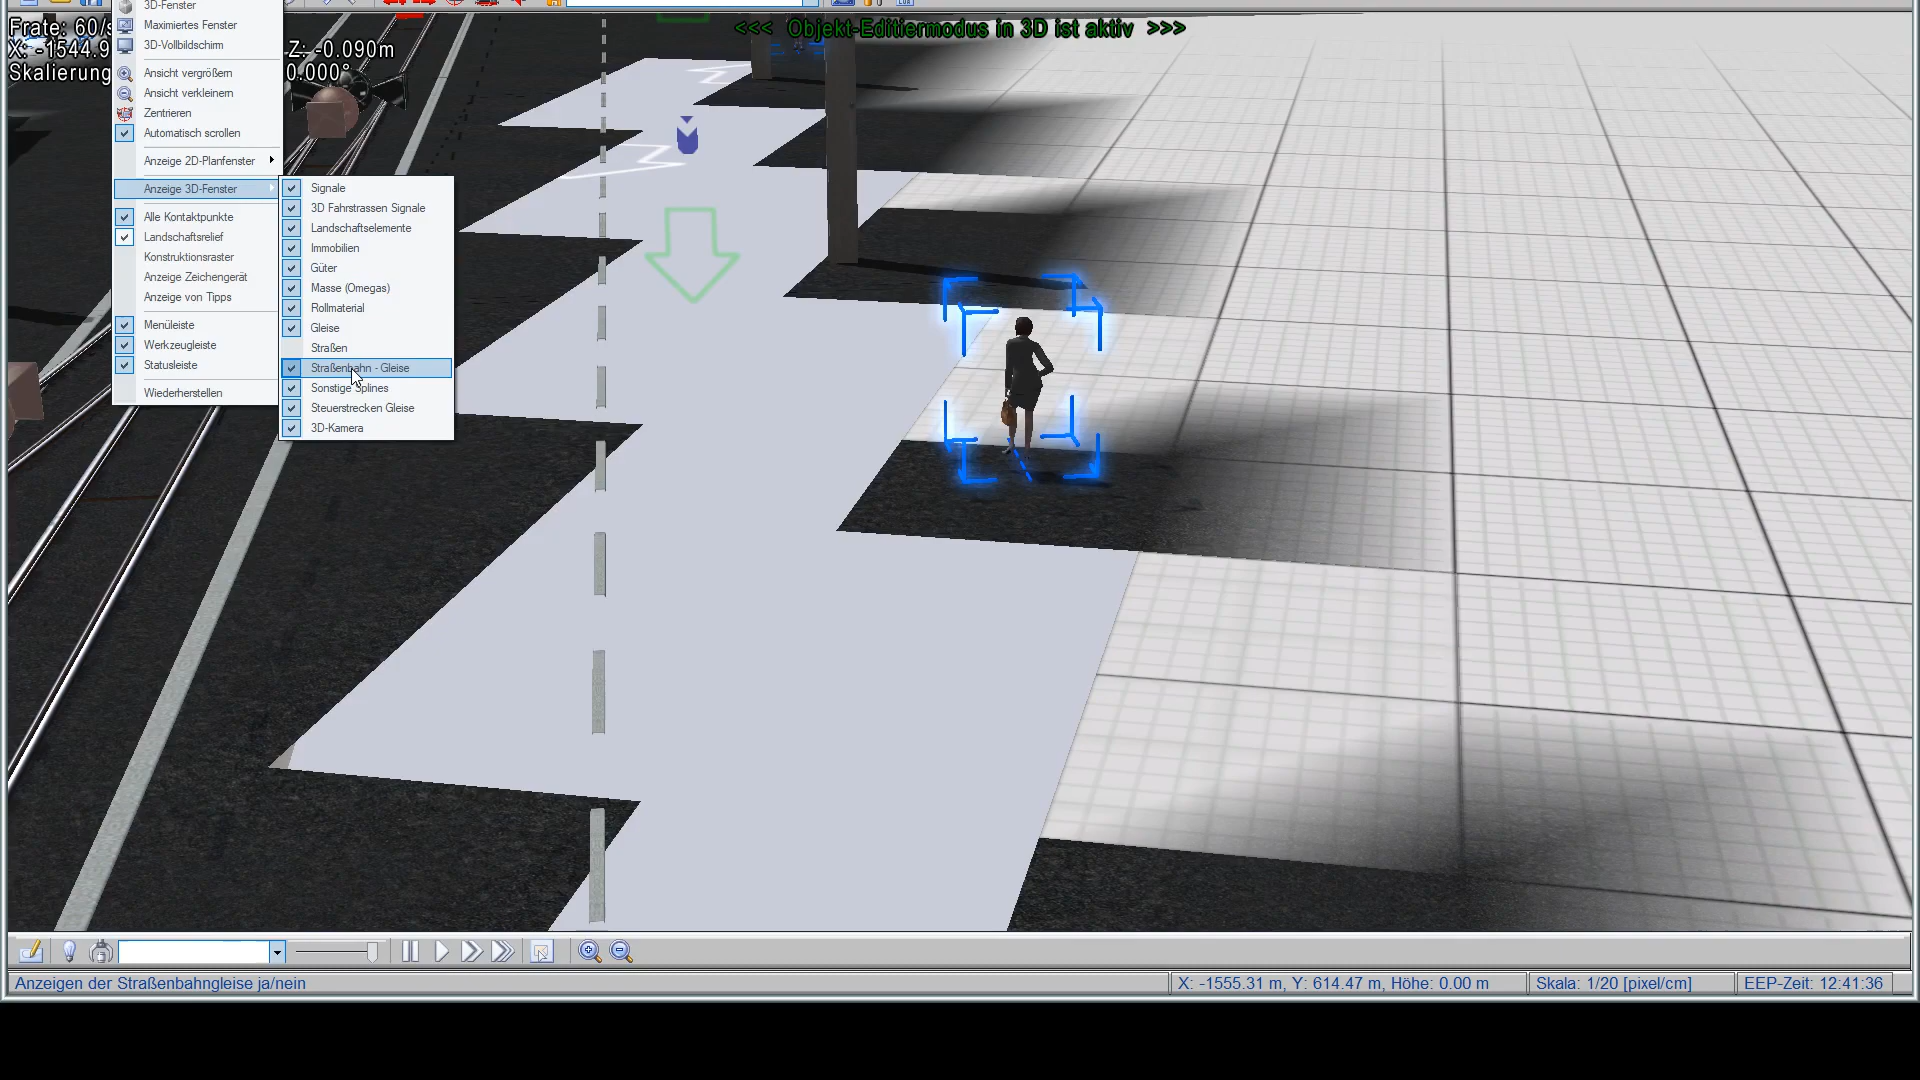 Frate: 60/s
X: -1544.9
Z: -0.090m
Skalierung
0.000°
<<< Objekt-Editiermodus in 3D ist aktiv >>>
3D-Fenster
Maximiertes Fenster
3D-Vollbildschim
Ansicht vergrößern
Ansicht verkleinern
Zentrieren
Automatisch scrollen
Anzeige 2D-Planfenster
Anzeige 3D-Fenster
Alle Kontaktpunkte
Landschaftsrelief
Konstruktionsraster
Anzeige Zeichengerät
Anzeige von Tipps
Menüleiste
Werkzeugleiste
Statusleiste
Wiederherstellen
Signale
3D Fahrstrassen Signale
Landschaftselemente
Immobilien
Güter
Masse (Omegas)
Rollmaterial
Gleise
Straßen
Straßenbahn - Gleise
Sonstige Splines
Steuerstrecken Gleise
3D-Kamera
Anzeigen der Straßenbahngleise ja/nein
X: -1555.31 m, Y: 614.47 m, Höhe: 0.00 m
Skala: 1/20 [pixel/cm]
EEP-Zeit: 12:41:36